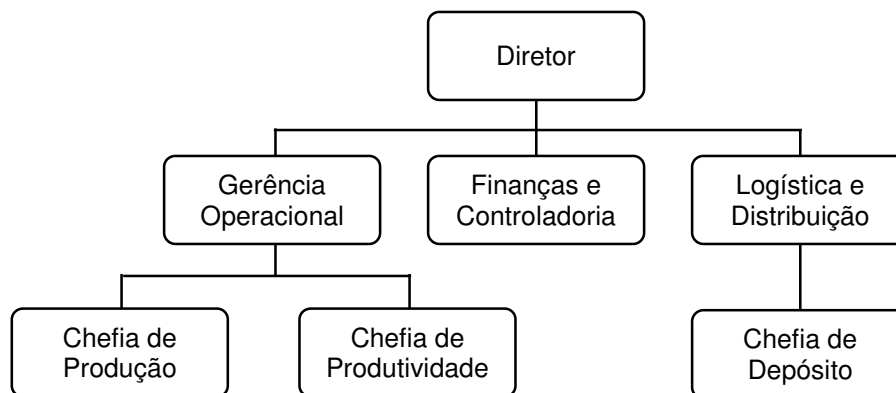 Diretor
Gerência
Operacional
Finanças e
Controladoria
Logística e
Distribuição
Chefia de
Produção
Chefia de
Produtividade
Chefia de
Depósito